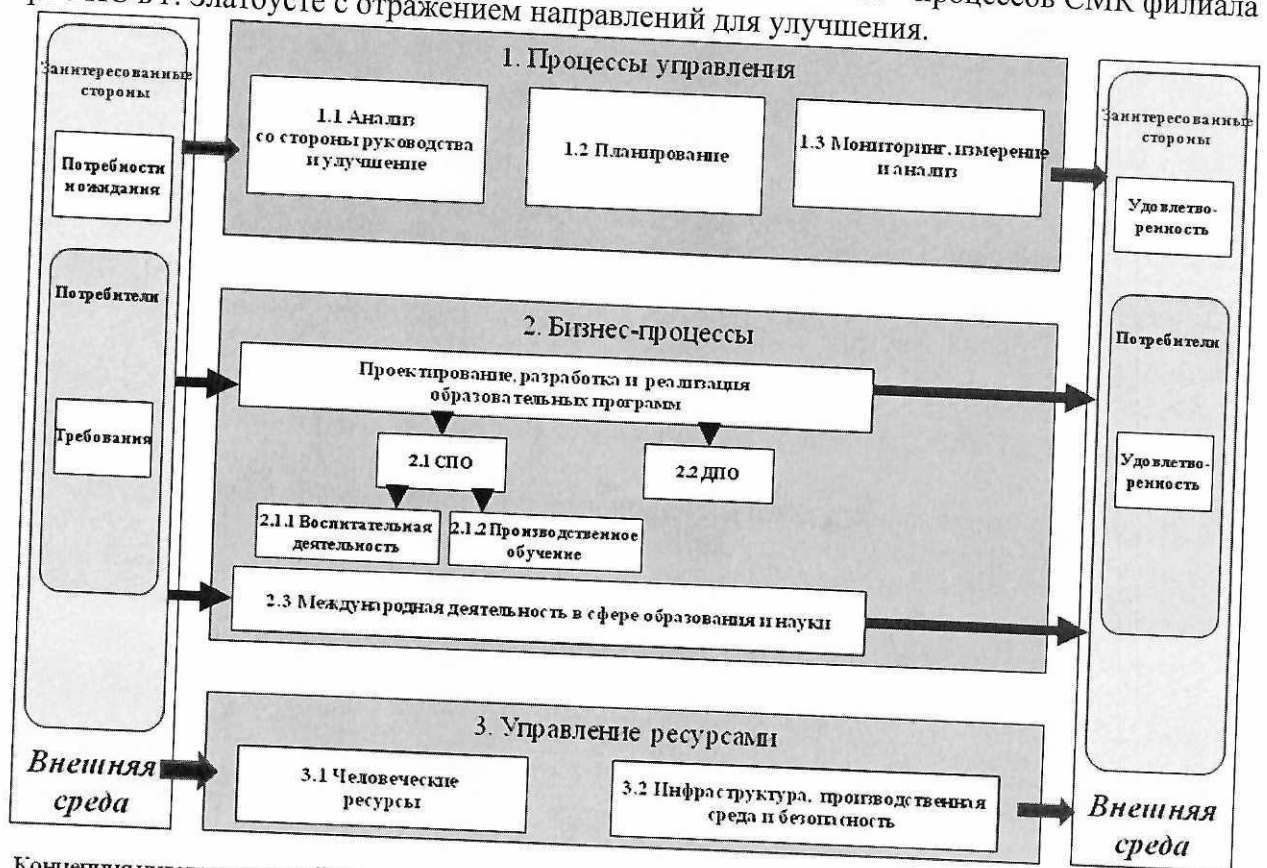 процессов СМК филиала
в г. Златоусте с отражением направлений для улучшения.
Заинтересованные
стороны
Потребности
и ожидания
Потребители
Требования
Внешняя
среда
1. Процессы управления
1.1 Анализ
со стороны руководства
и улучшение
1.2 Планирование
1.3 Мониторинг, измерение
и анализ
2. Бизнес-процессы
Проектирование, разработка и реализация
образовательных программ
2.1 СПО
2.2 ДПО
2.1.1 Воспитательная
деятельность
2.1.2 Производственное
обучение
2.3 Международная деятельность в сфере образования и науки
3. Управление ресурсами
3.1 Человеческие
ресурсы
3.2 Инфраструктура, производственная
среда и безопасность
Заинтересованные
стороны
Удовлетво-
ренность
Потребители
Удовлетво-
ренность
Внешняя
среда